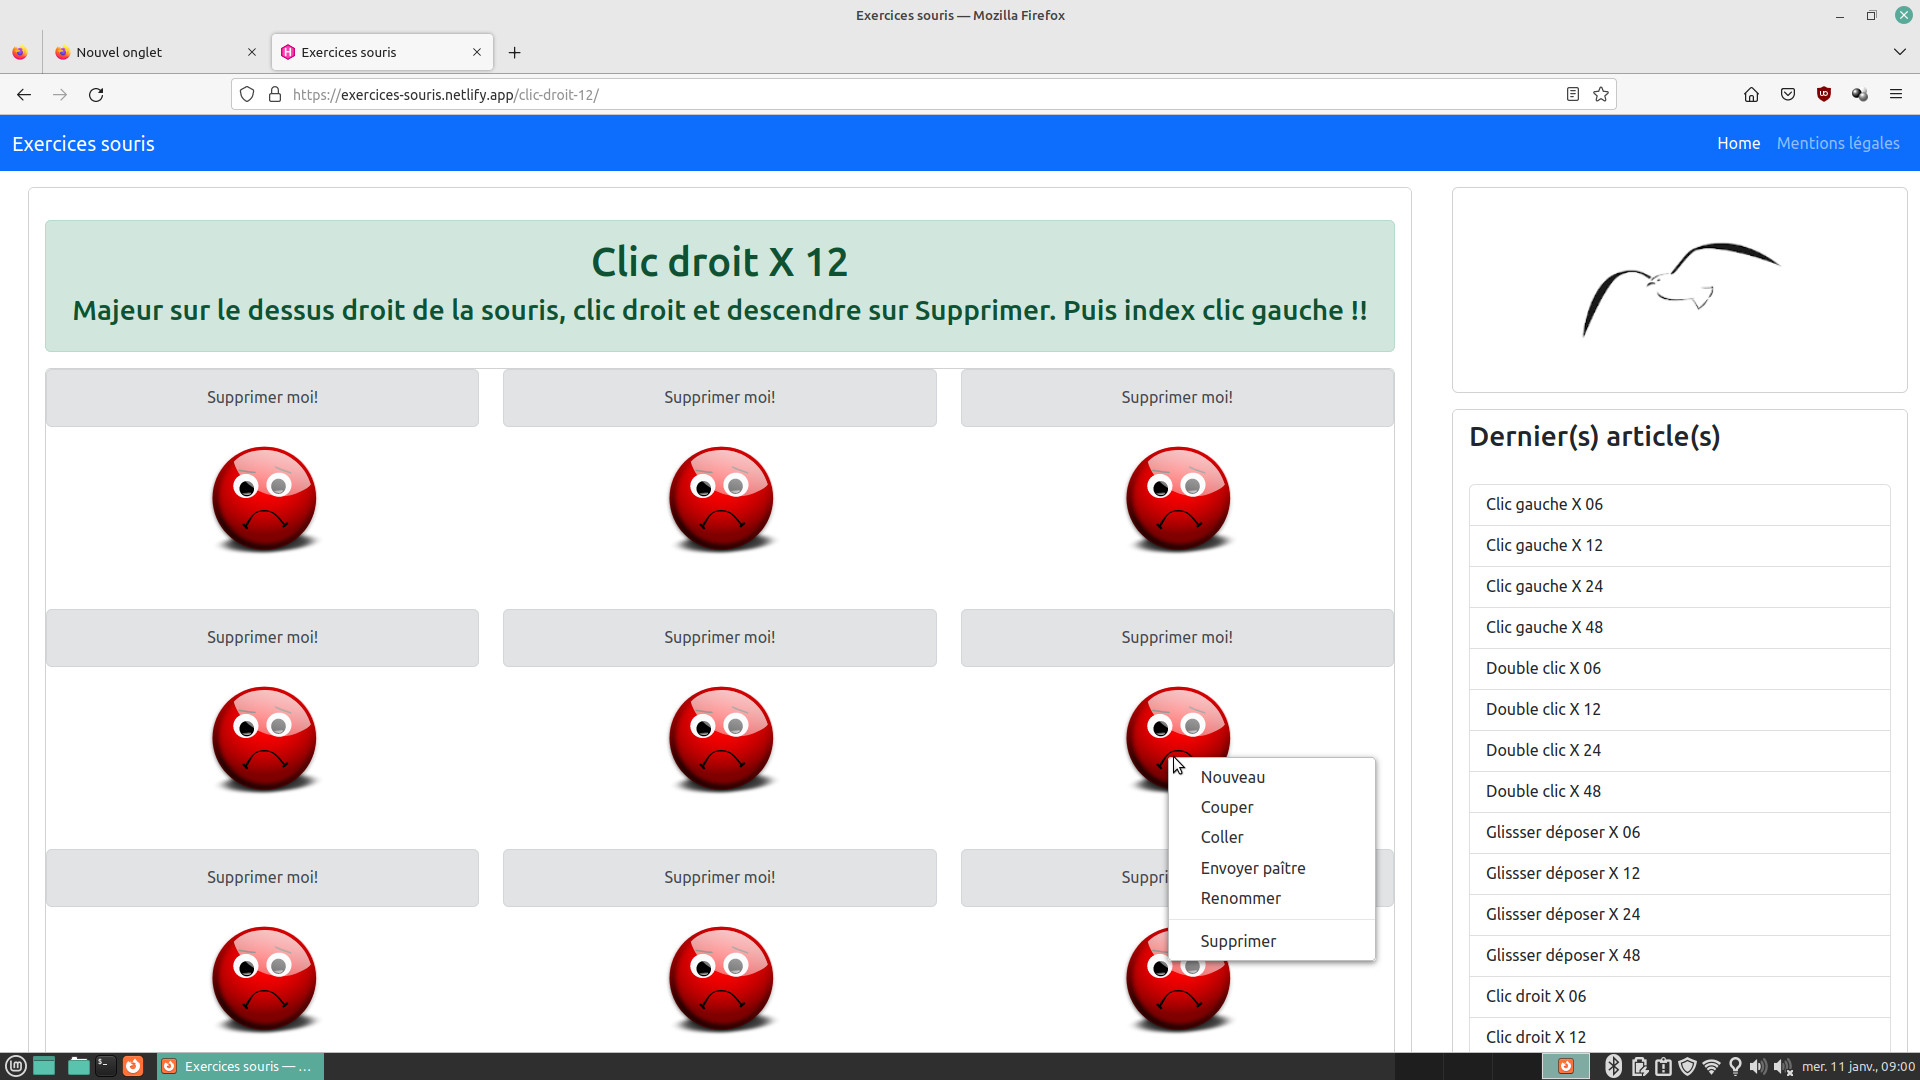 Exercices souris — Mozilla Firefox
Nouvel onglet
Exercices souris
https://exercices-souris.netlify.app/clic-droit-12/
Exercices souris
Home
Mentions légales
Clic droit X 12
Majeur sur le dessus droit de la souris, clic droit et descendre sur Supprimer. Puis index clic gauche !!
Supprimer moi!
Supprimer moi!
Supprimer moi!
Supprimer moi!
Supprimer moi!
Supprimer moi!
Supprimer moi!
Supprimer moi!
Suppri
Nouveau
Couper
Coller
Envoyer paître
Renommer
Supprimer
Dernier(s) article(s)
Clic gauche X 06
Clic gauche X 12
Clic gauche X 24
Clic gauche X 48
Double clic X 06
Double clic X 12
Double clic X 24
Double clic X 48
Glissser déposer X 06
Glissser déposer X 12
Glissser déposer X 24
Glissser déposer X 48
Clic droit X 06
Clic droit X 12
Exercices souris — ...
mer. 11 janv., 09:00